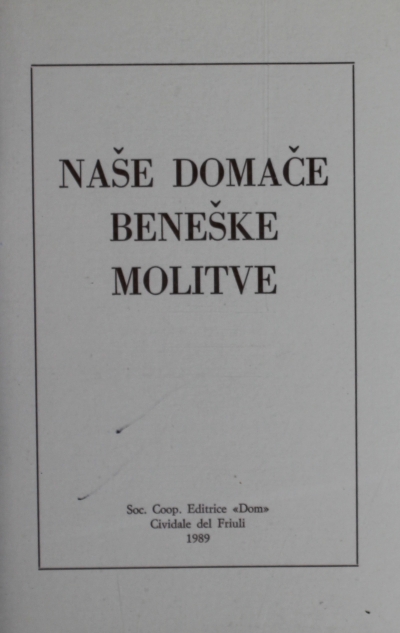 NAŠE DOMAČE
BENEŠKE
MOLITVE
Soc. Coop. Editrice «Dom»
Cividale del Friuli
1989